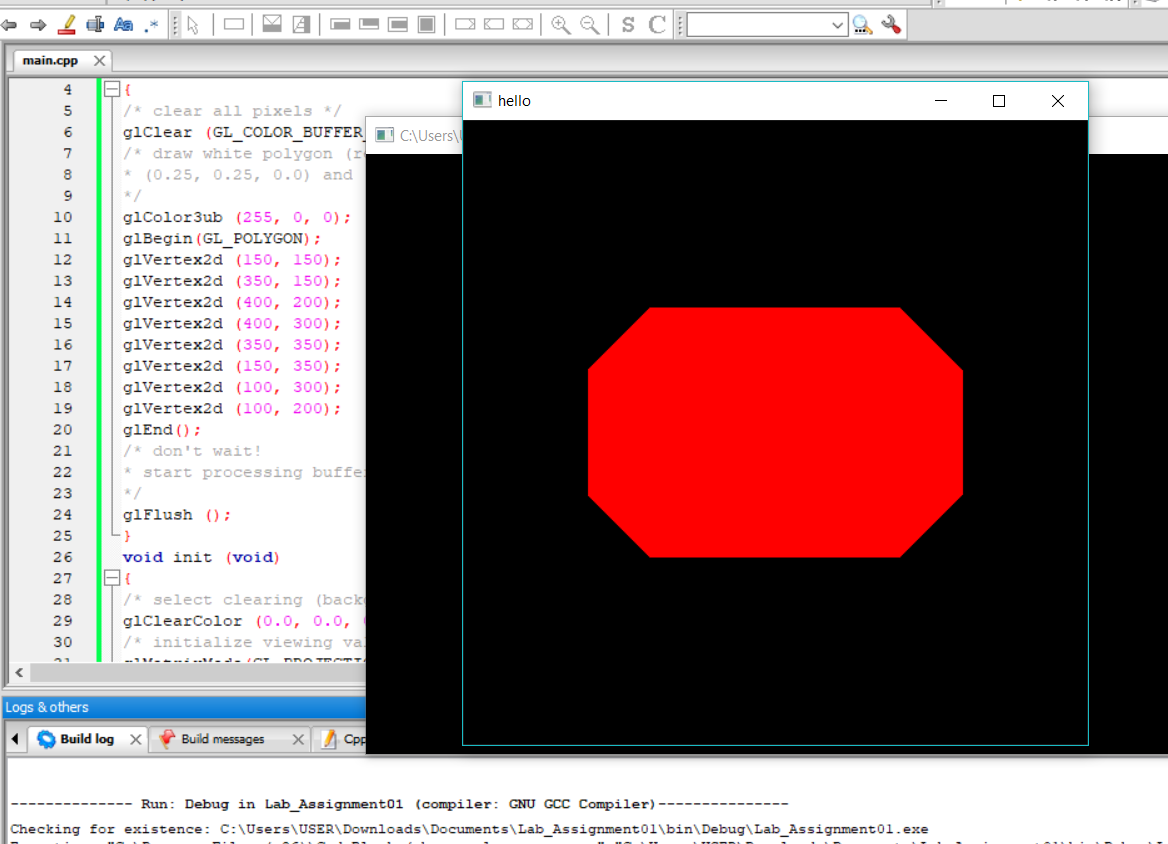 main.cpp
hello
C:\Users\
4 {
5 /* clear all pixels */
6 glClear (GL_COLOR_BUFFER_
7 /* draw white polygon (r
8 * (0.25, 0.25, 0.0) and
9 */
10 glColor3ub (255, 0, 0);
11 glBegin(GL_POLYGON);
12 glVertex2d (150, 150);
13 glVertex2d (350, 150);
14 glVertex2d (400, 200);
15 glVertex2d (400, 300);
16 glVertex2d (350, 350);
17 glVertex2d (150, 350);
18 glVertex2d (100, 300);
19 glVertex2d (100, 200);
20 glEnd();
21 /* don't wait!
22 * start processing buffe
23 */
24 glFlush ();
25 }
26 void init (void)
27 {
28 /* select clearing (back
29 glClearColor (0.0, 0.0,
30 /* initialize viewing va
Logs & others
Build log
Build messages
Cpp
-------------- Run: Debug in Lab_Assignment01 (compiler: GNU GCC Compiler)---------------
Checking for existence: C:\Users\USER\Downloads\Documents\Lab_Assignment01\bin\Debug\Lab_Assignment01.exe